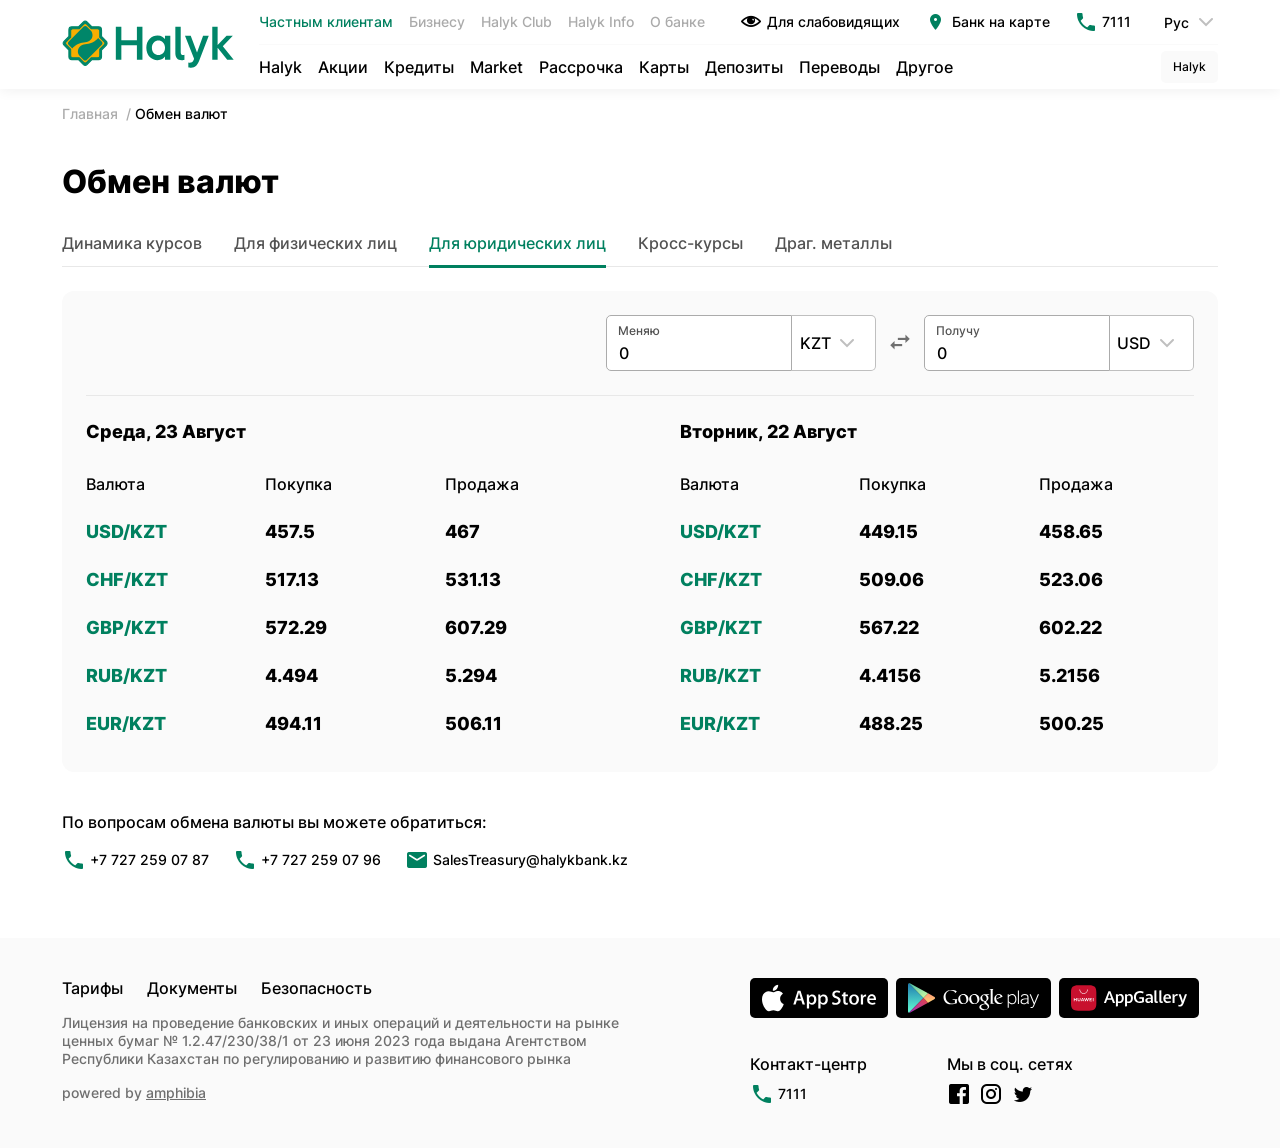 Halyk
Частным клиентам Бизнесу Halyk Club Halyk Info О банке Для слабовидящих Банк на карте 7111 Рус
Halyk Акции Кредиты Market Рассрочка Карты Депозиты Переводы Другое Halyk
Главная / Обмен валют
Обмен валют
Динамика курсов Для физических лиц Для юридических лиц Кросс-курсы Драг. металлы
Меняю Получу
0 KZT 0 USD
Среда, 23 Август Вторник, 22 Август
Валюта Покупка Продажа Валюта Покупка Продажа
USD/KZT 457.5 467 USD/KZT 449.15 458.65
CHF/KZT 517.13 531.13 CHF/KZT 509.06 523.06
GBP/KZT 572.29 607.29 GBP/KZT 567.22 602.22
RUB/KZT 4.494 5.294 RUB/KZT 4.4156 5.2156
EUR/KZT 494.11 506.11 EUR/KZT 488.25 500.25
По вопросам обмена валюты вы можете обратиться:
+7 727 259 07 87 +7 727 259 07 96 SalesTreasury@halykbank.kz
Тарифы Документы Безопасность
Лицензия на проведение банковских и иных операций и деятельности на рынке
ценных бумаг № 1.2.47/230/38/1 от 23 июня 2023 года выдана Агентством
Республики Казахстан по регулированию и развитию финансового рынка
powered by amphibia
App Store Google play HUAWEI AppGallery
Контакт-центр Мы в соц. сетях
7111